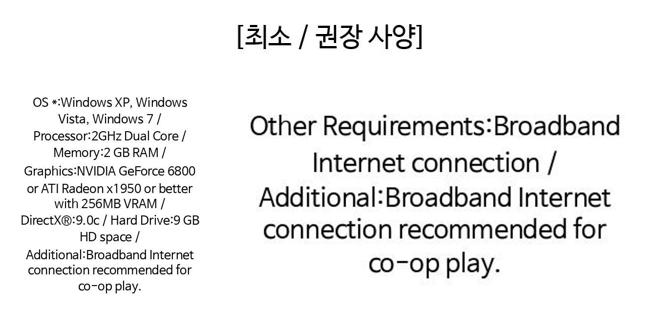 [최소 / 권장 사양]
OS *:Windows XP, Windows
Vista, Windows 7 /
Processor:2GHz Dual Core /
Memory:2 GB RAM /
Graphics:NVIDIA GeForce 6800
or ATI Radeon x1950 or better
with 256MB VRAM /
DirectX®:9.0c / Hard Drive:9 GB
HD space /
Additional:Broadband Internet
connection recommended for
co-op play.
Other Requirements:Broadband
Internet connection /
Additional:Broadband Internet
connection recommended for
co-op play.